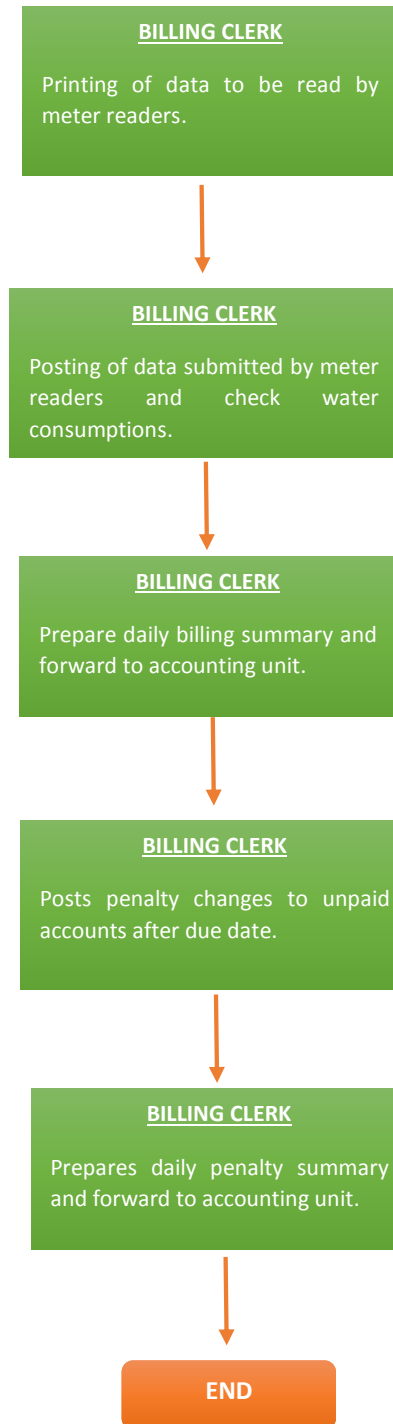 BILLING CLERK
Printing of data to be read by
meter readers.
BILLING CLERK
Posting of data submitted by meter
readers and check water
consumptions.
BILLING CLERK
Prepare daily billing summary and
forward to accounting unit.
BILLING CLERK
Posts penalty changes to unpaid
accounts after due date.
BILLING CLERK
Prepares daily penalty summary
and forward to accounting unit.
END